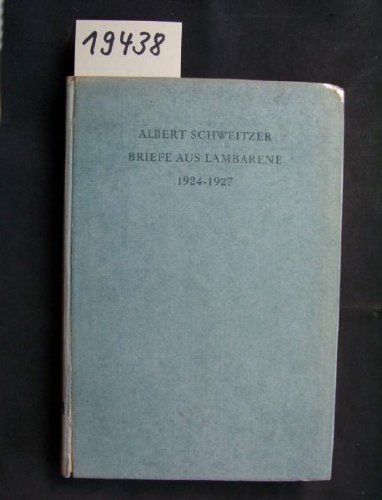 19438
ALBERT SCHWEITZER
BRIEFE AUS LAMBARENE
1924-1927